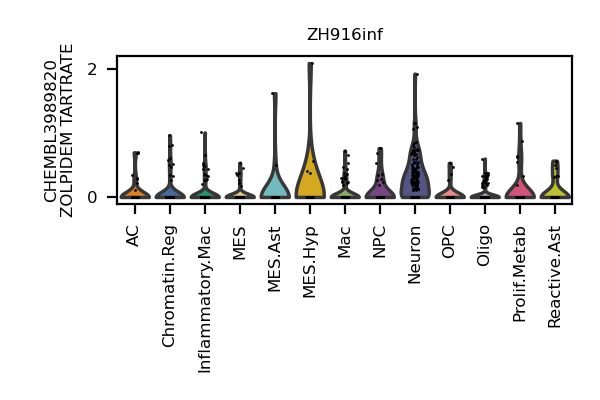 ZH916inf
CHEMBL3989820
ZOLPIDEM TARTRATE
2
0
AC
Chromatin.Reg
Inflammatory.Mac
MES
MES.Ast
MES.Hyp
Mac
NPC
Neuron
OPC
Oligo
Prolif.Metab
Reactive.Ast